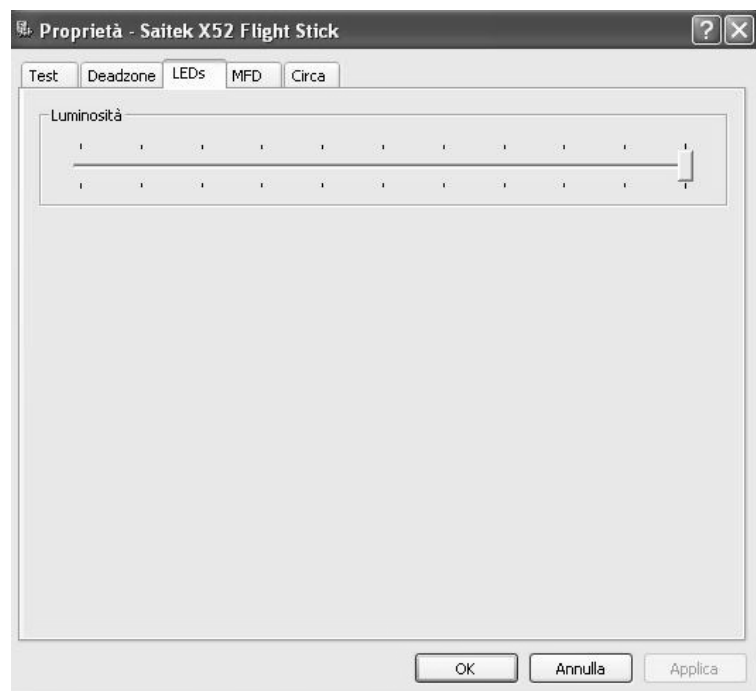 Proprietà - Saitek X52 Flight Stick
Test Deadzone LEDs MFD Circa
Luminosità
OK Annulla Applica